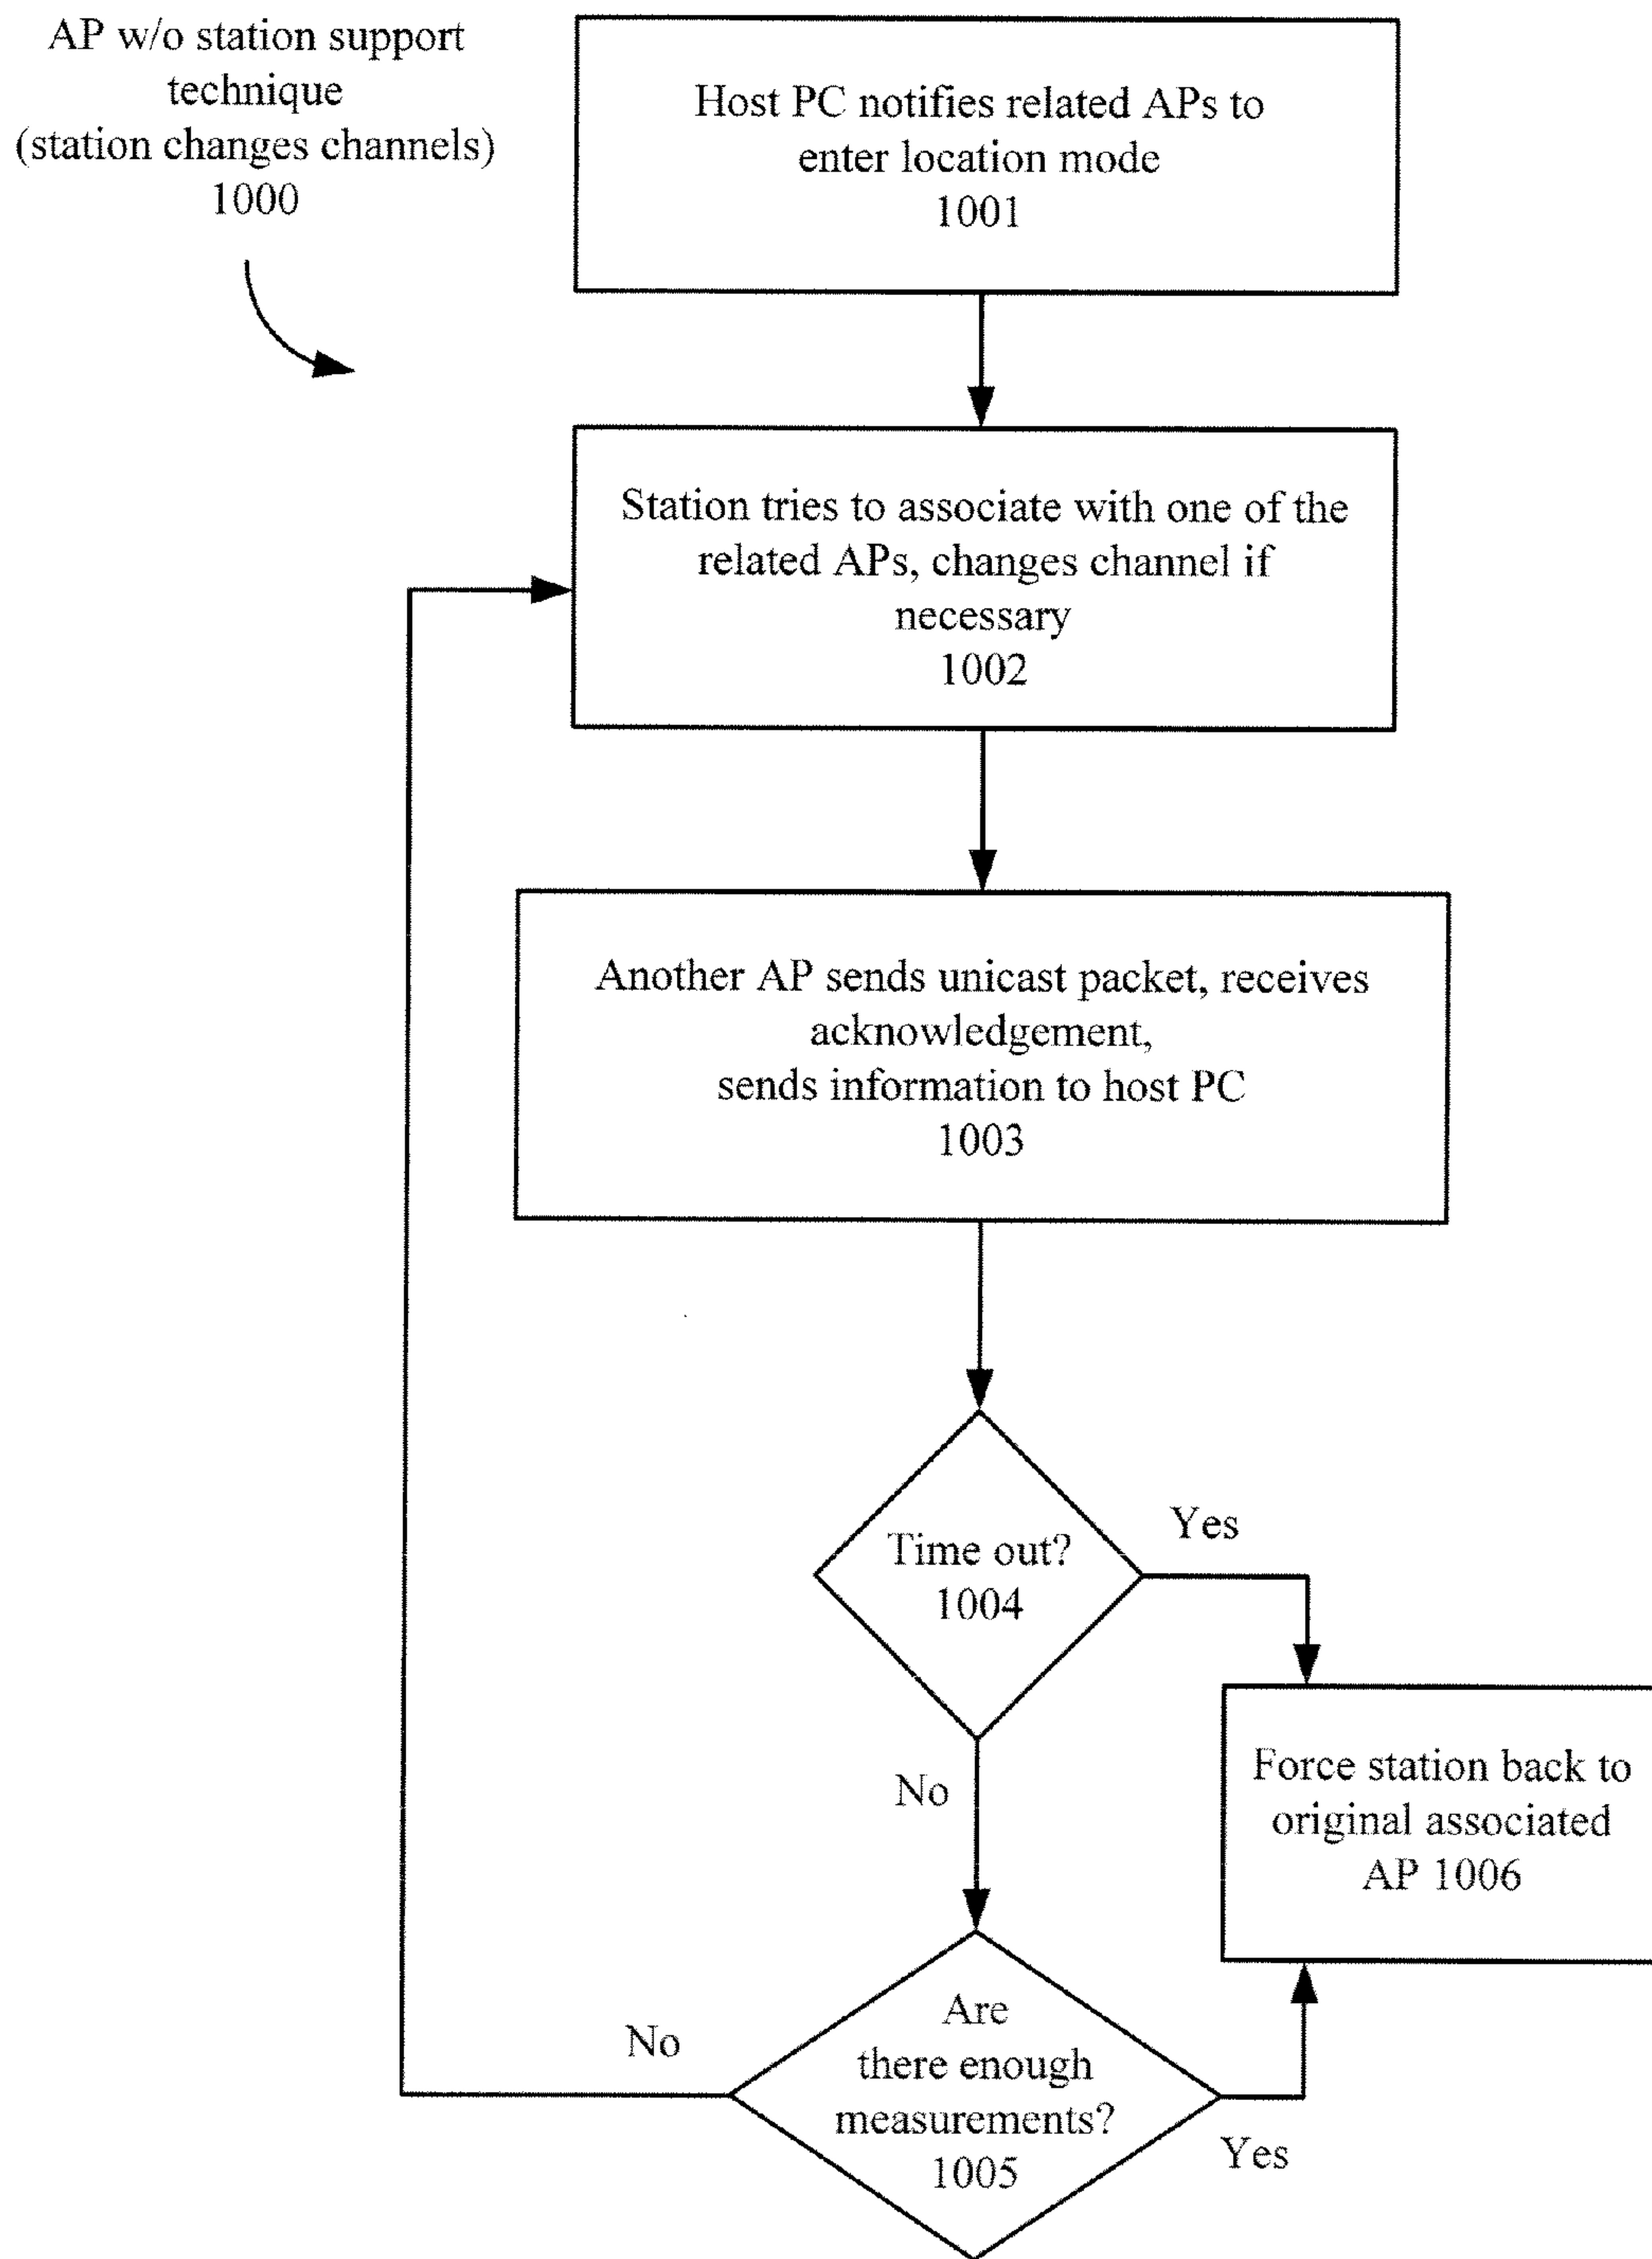 AP w/o station support
technique
(station changes channels)
1000
Host PC notifies related APs to
enter location mode
1001
Station tries to associate with one of the
related APs, changes channel if
necessary
1002
Another AP sends unicast packet, receives
acknowledgement,
sends information to host PC
1003
Time out?
1004
Yes
No
Force station back to
original associated
AP 1006
Are
there enough
measurements?
1005
No
Yes